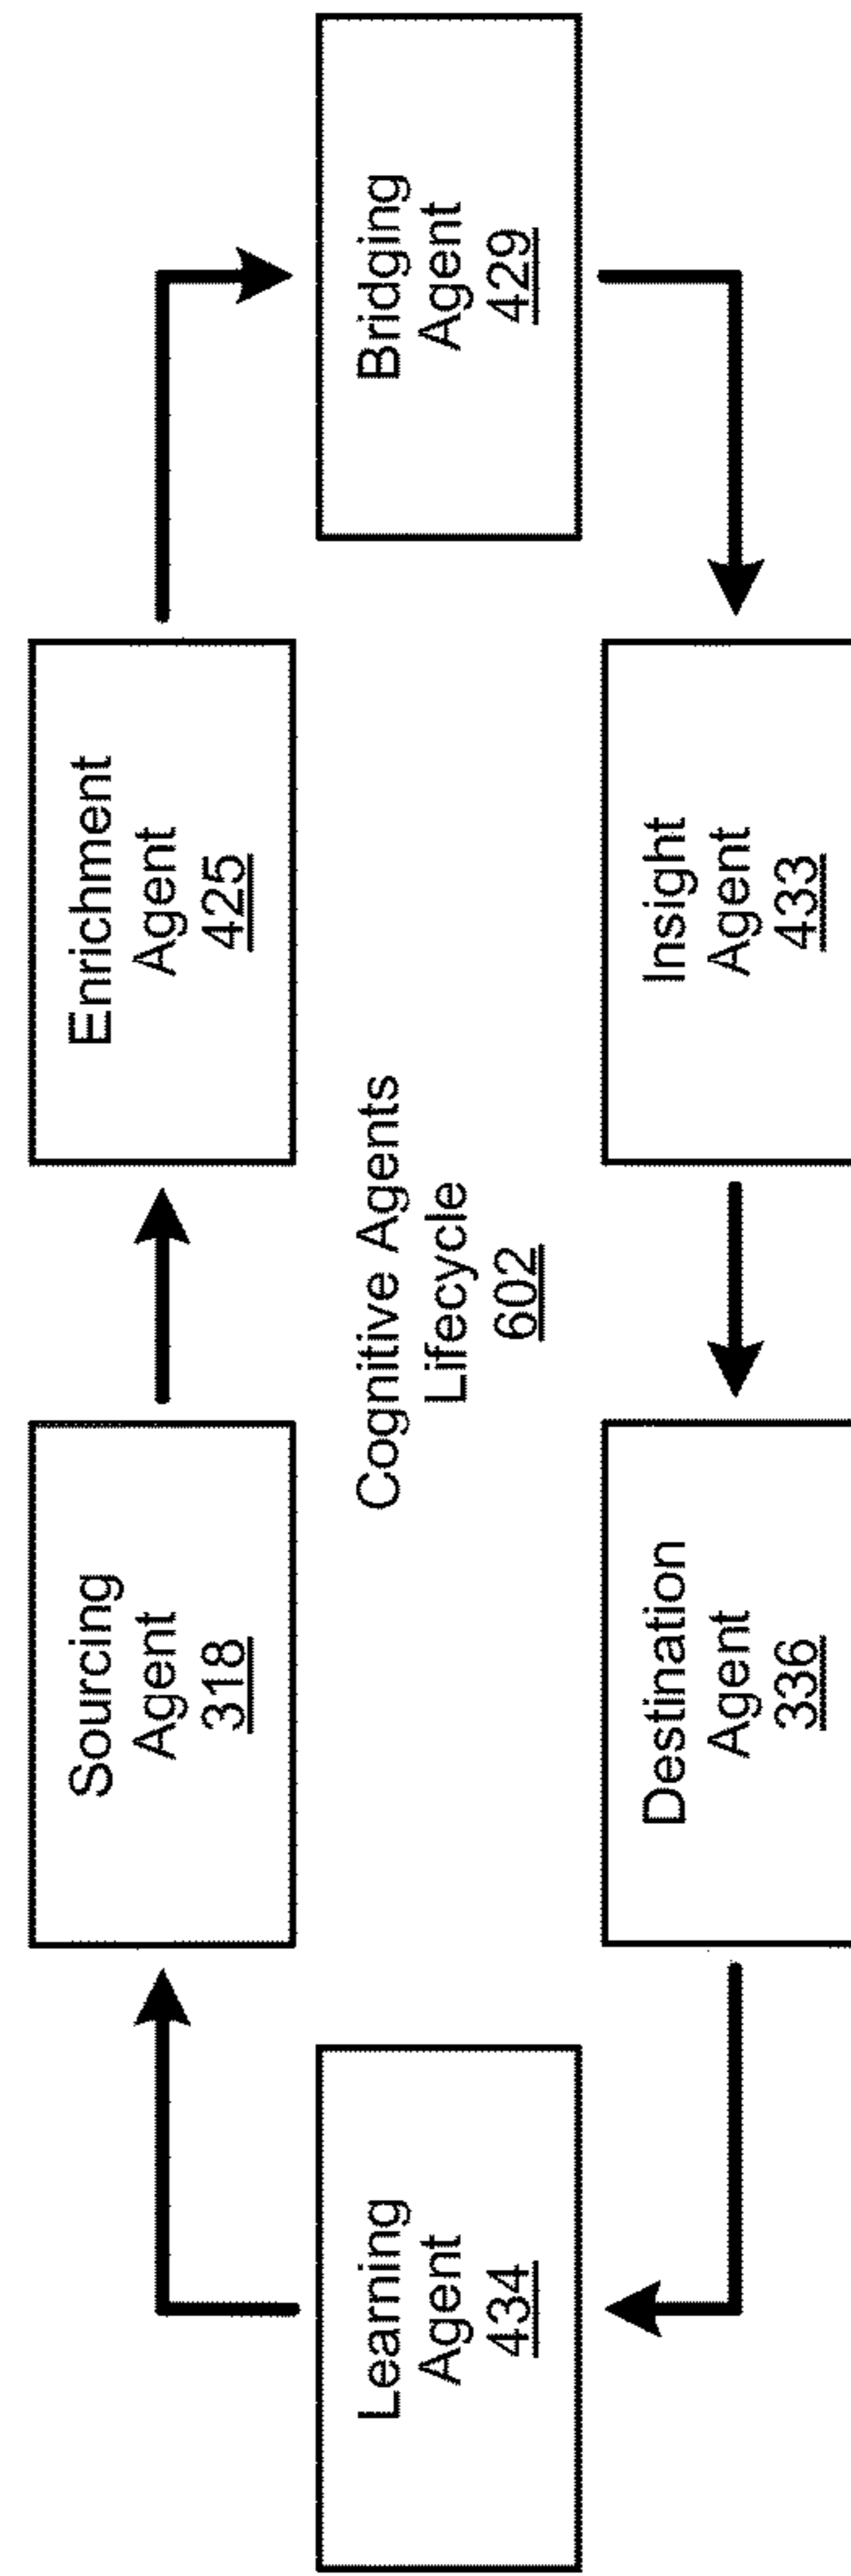 Sourcing
Agent
318
Enrichment
Agent
425
Learning
Agent
434
Cognitive Agents
Lifecycle
602
Bridging
Agent
429
Destination
Agent
336
Insight
Agent
433